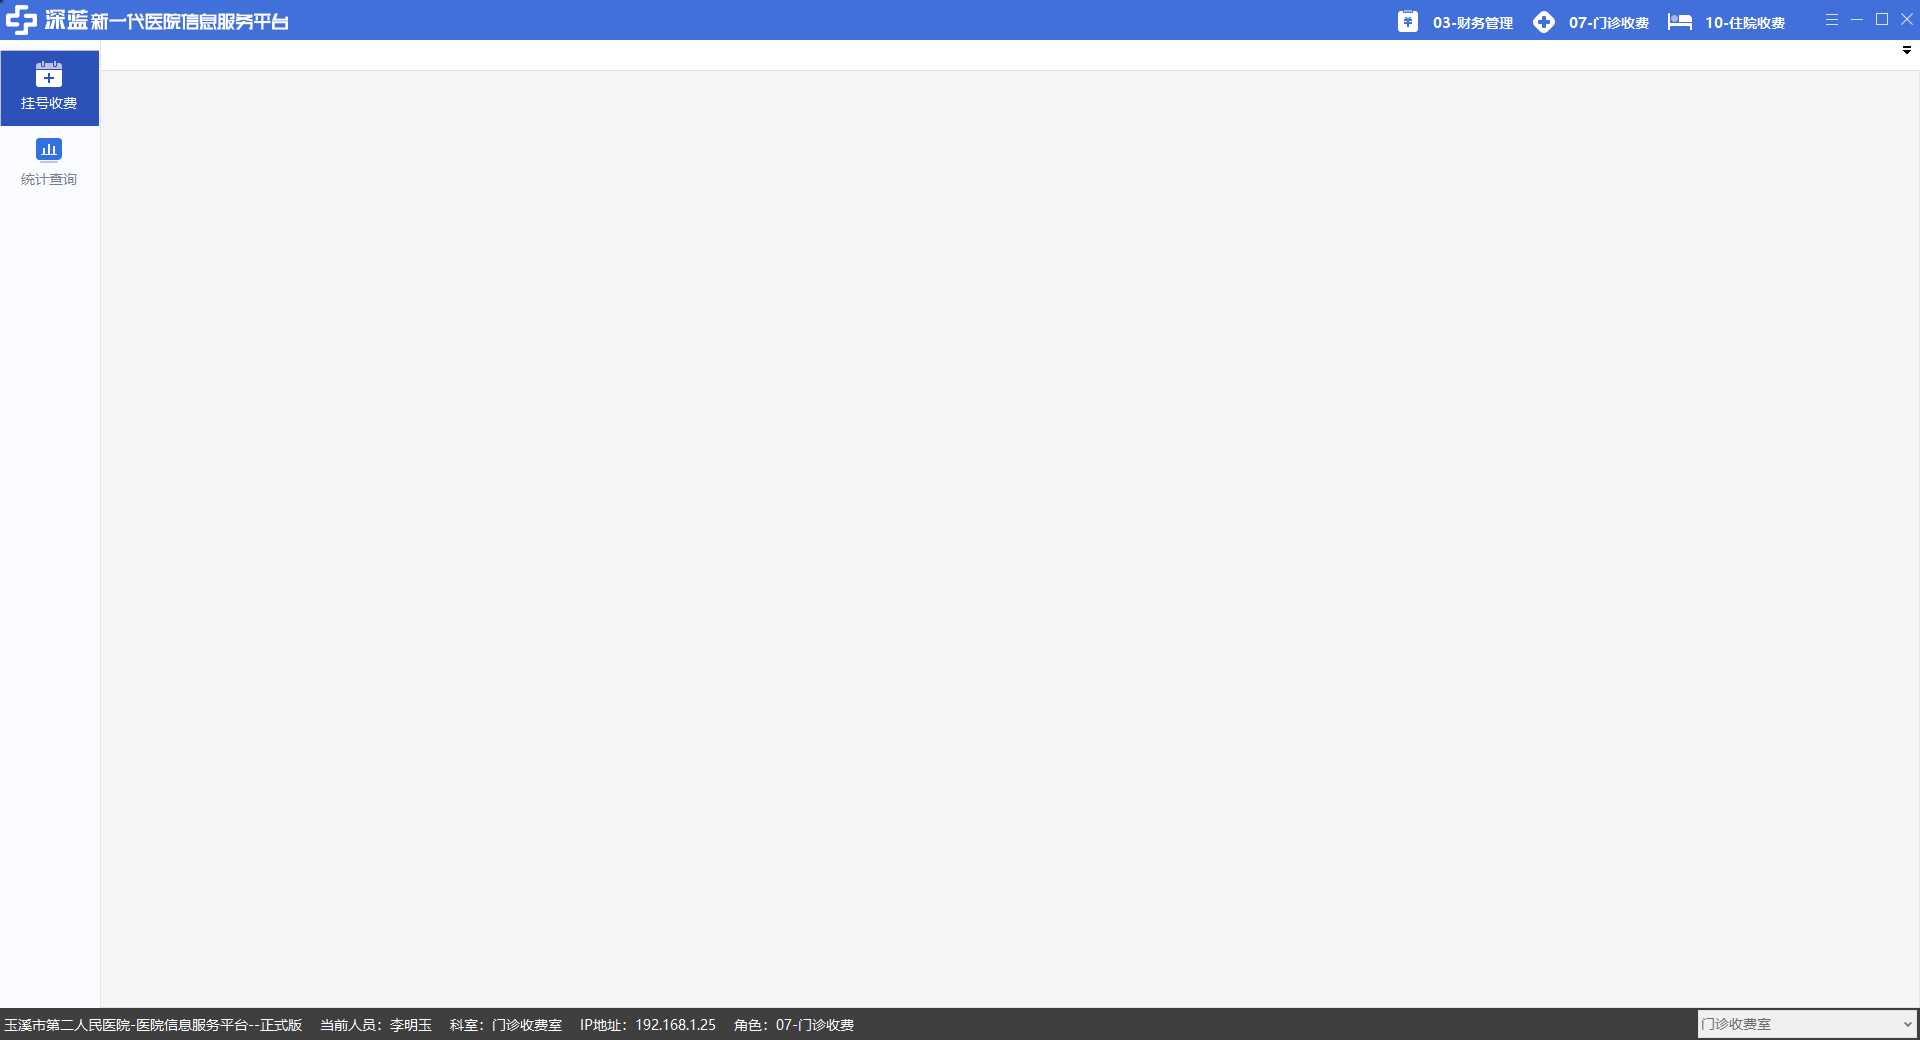 深蓝新一代医院信息服务平台
03-财务管理
07-门诊收费
10-住院收费
挂号收费
统计查询
玉溪市第二人民医院-医院信息服务平台--正式版 当前人员：李明玉 科室：门诊收费室 IP地址：192.168.1.25 角色：07-门诊收费
门诊收费室